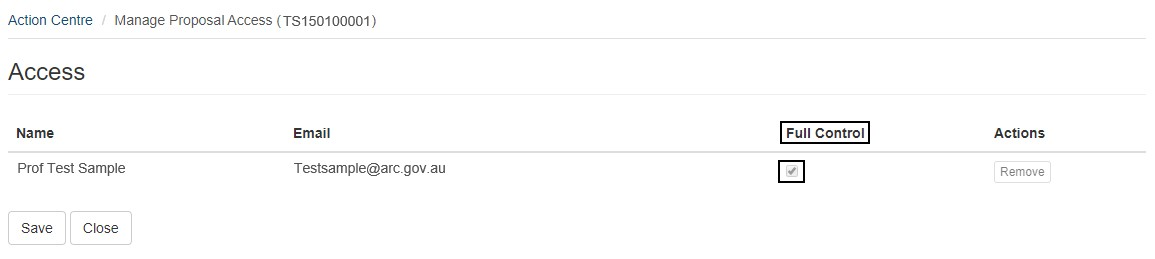 Action Centre / Manage Proposal Access (TS150100001)
Access
Name Email Full Control Actions
Prof Test Sample Testsample@arc.gov.au Remove
Save Close